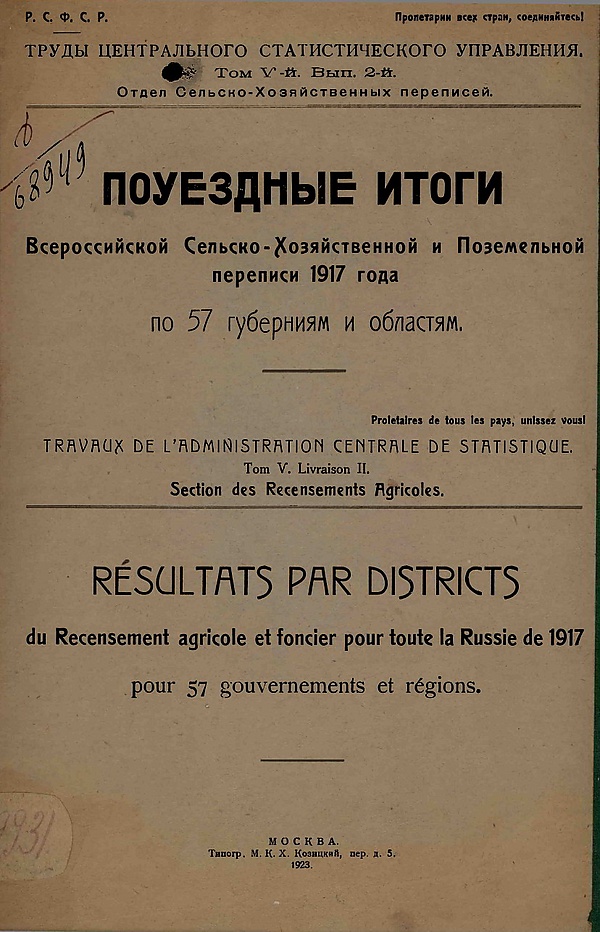 Р. С. Ф. С. Р.
Пролетарии всех стран, соединяйтесь!
ТРУДЫ ЦЕНТРАЛЬНОГО СТАТИСТИЧЕСКОГО УПРАВЛЕНИЯ.
Том V-й. Вып. 2-й.
Отдел Сельско-Хозяйственных переписей.
68949
ПОУЕЗДНЫЕ ИТОГИ
Всероссийской Сельско-Хозяйственной и Поземельной
переписи 1917 года
по 57 губерниям и областям.
Proletaires de tous les pays, unissez vous!
TRAVAUX DE L'ADMINISTRATION CENTRALE DE STATISTIQUE.
Tom V. Livraison II.
Section des Recensements Agricoles.
RÉSULTATS PAR DISTRICTS
du Recensement agricole et foncier pour toute la Russie de 1917
pour 57 gouvernements et régions.
МОСКВА.
Типогр. М. К. Х. Козицкий, пер. д. 5.
1923.